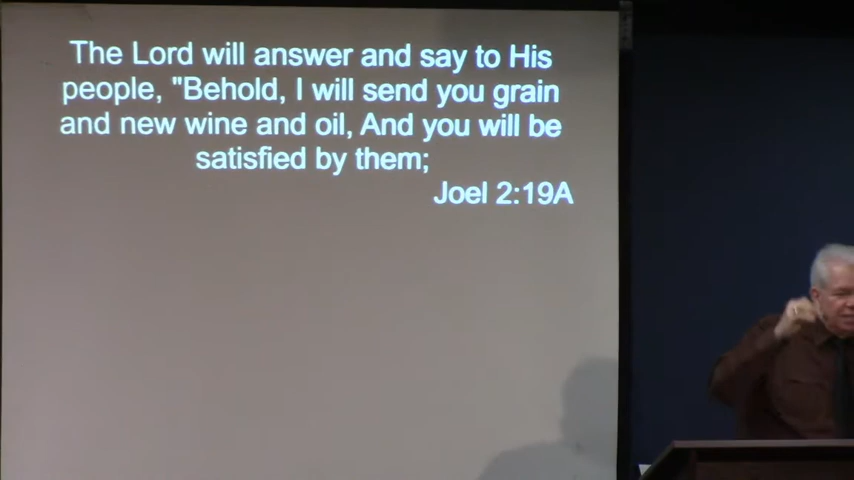 The Lord will answer and say to His
people, "Behold, I will send you grain
and new wine and oil, And you will be
satisfied by them;
Joel 2:19A